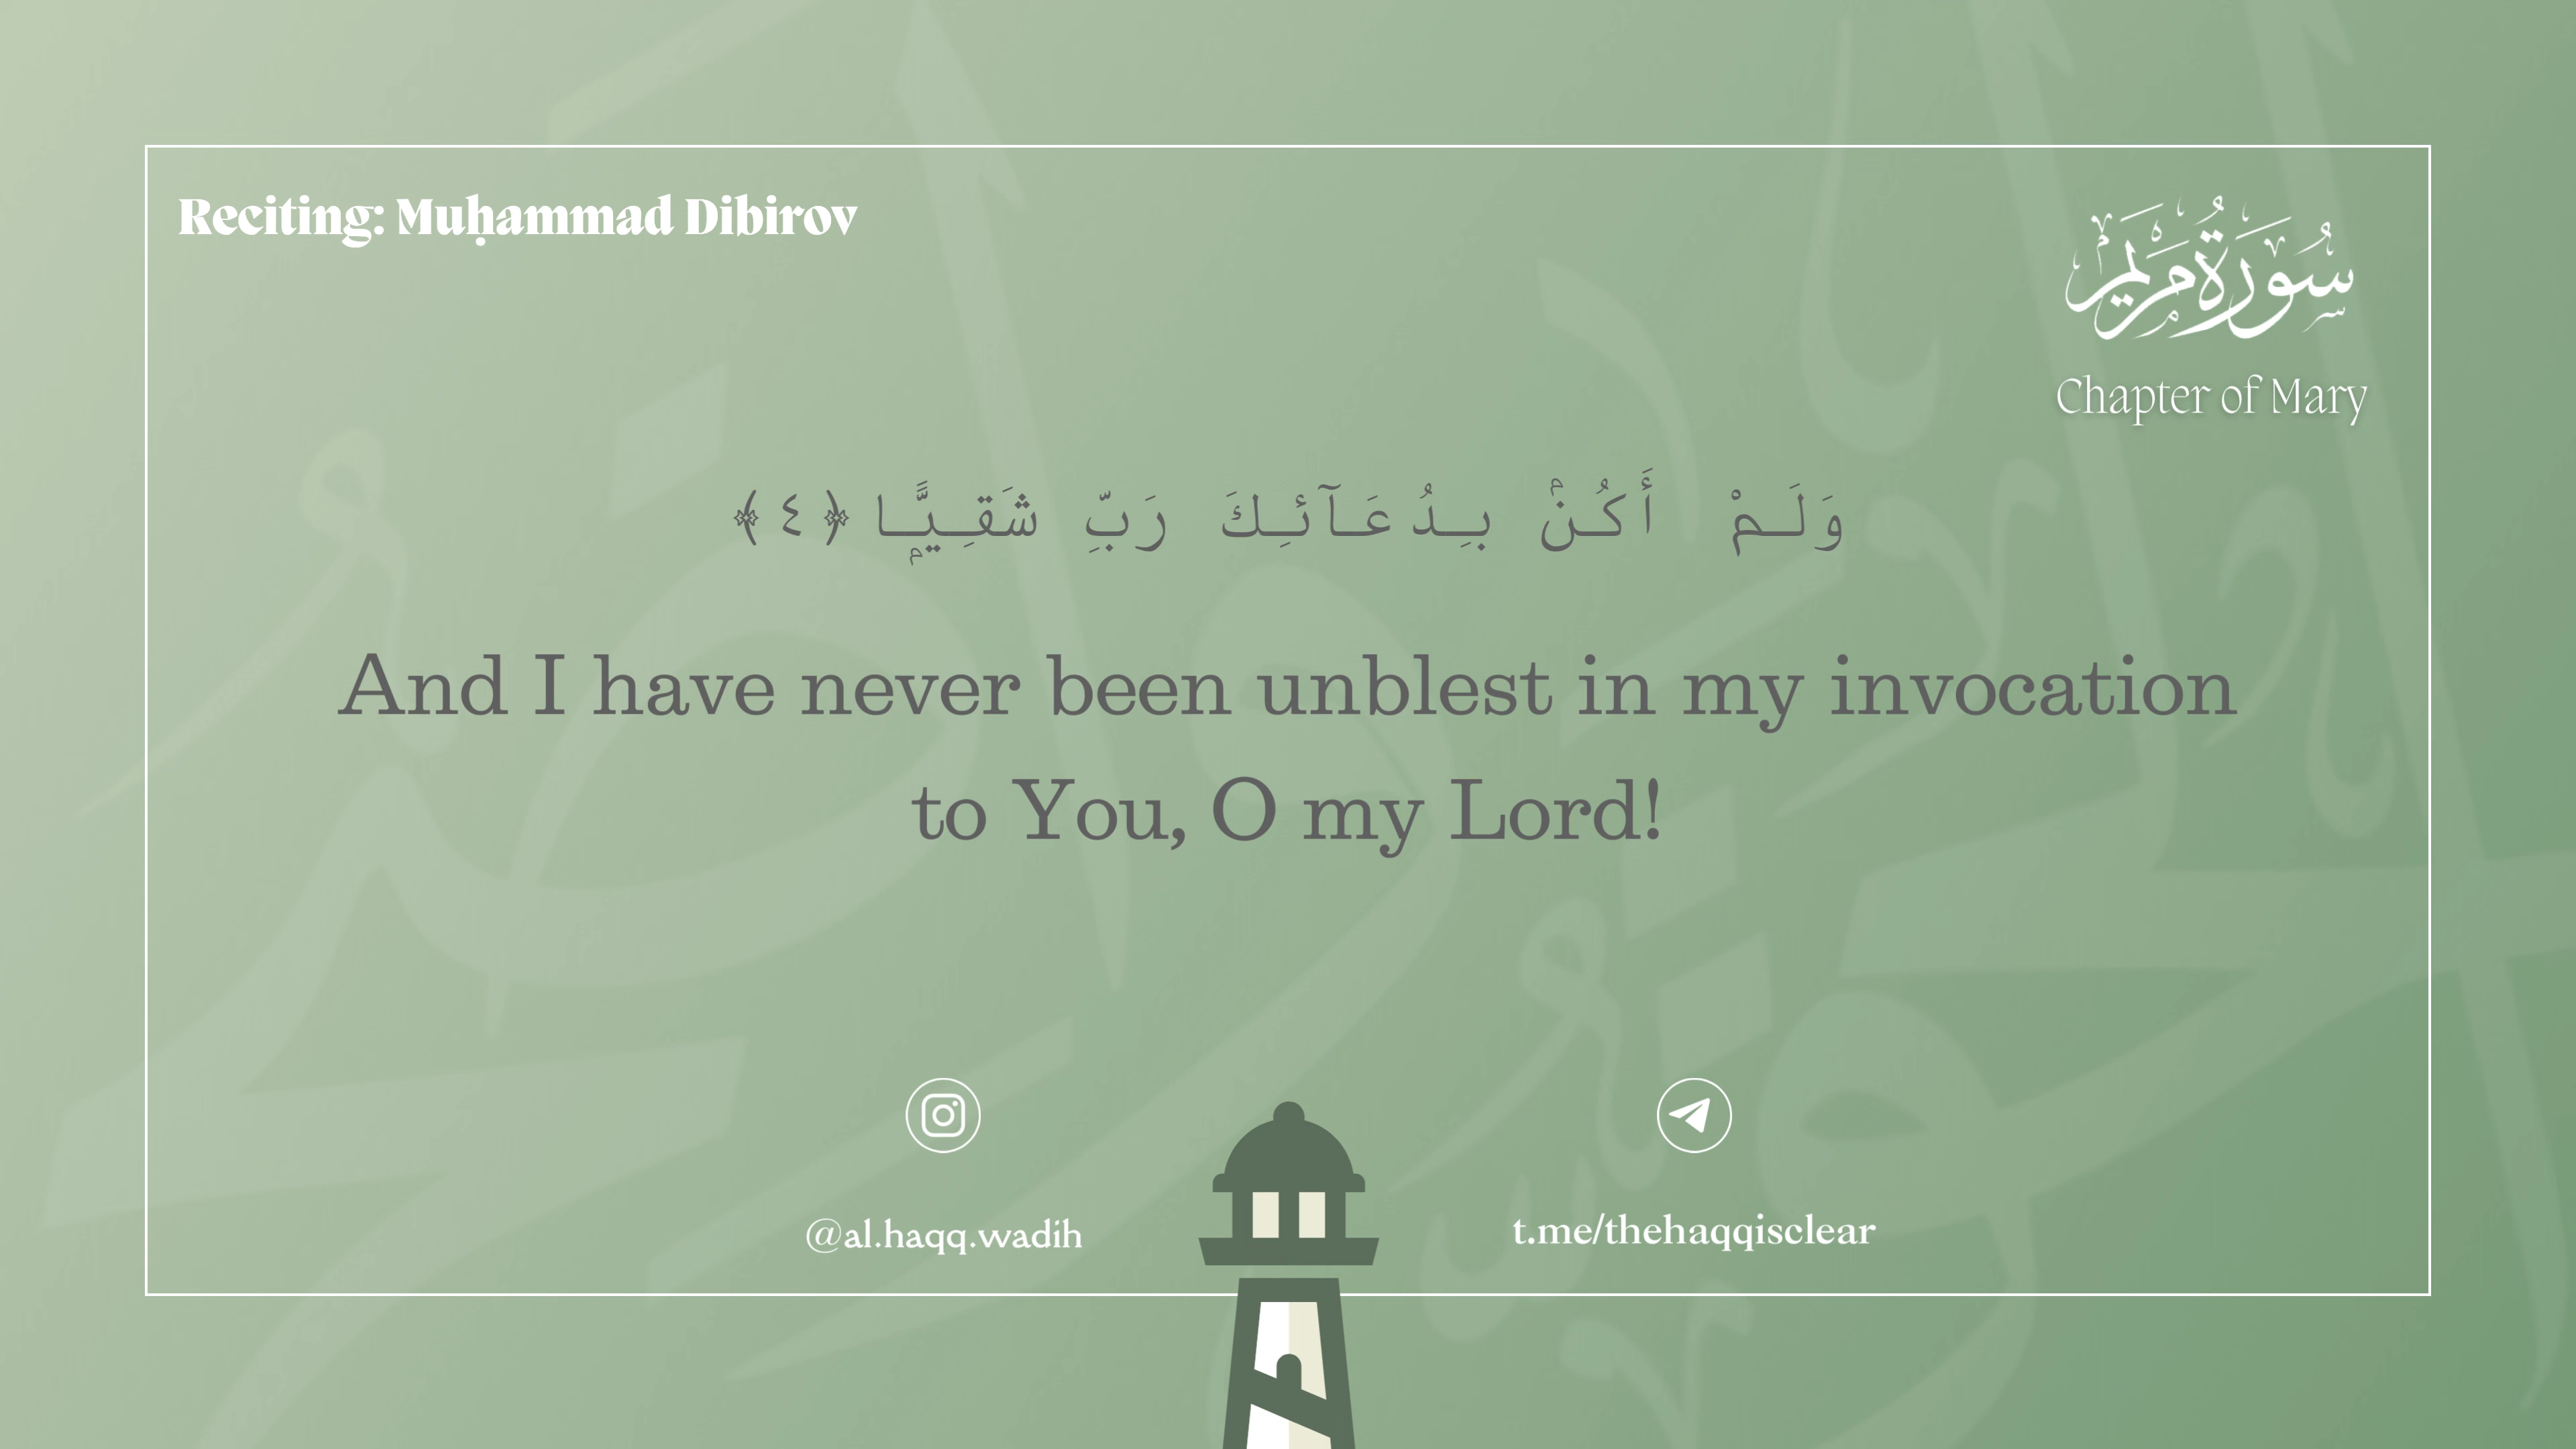 Reciting: Muḥammad Dibirov
سُورَةُ مَرْيَمَ
Chapter of Mary
وَلَمْ أَكُنۢ بِدُعَآئِكَ رَبِّ شَقِيًّۭا ﴿٤﴾
And I have never been unblest in my invocation
to You, O my Lord!
@al.haqq.wadih
t.me/thehaqqisclear